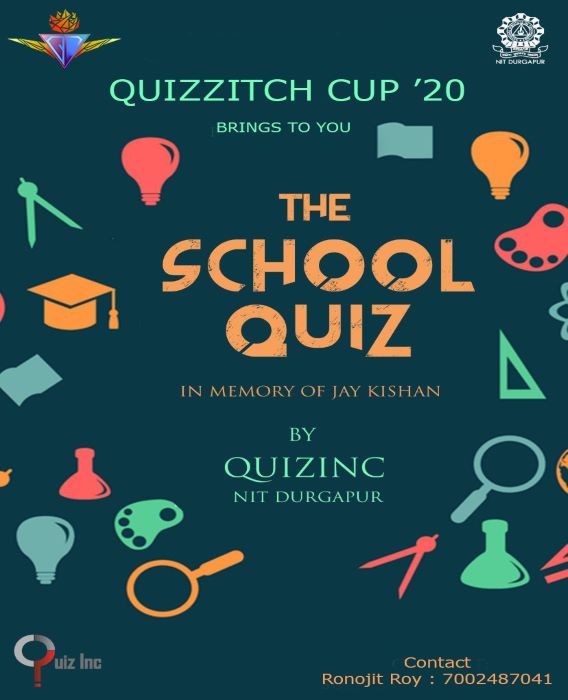 NIT DURGAPUR
QUIZZITCH CUP ’20
BRINGS TO YOU
THE
SCHOOL
QUIZ
IN MEMORY OF JAY KISHAN
BY
QUIZINC
NIT DURGAPUR
Quiz Inc
Contact
Ronojit Roy : 7002487041